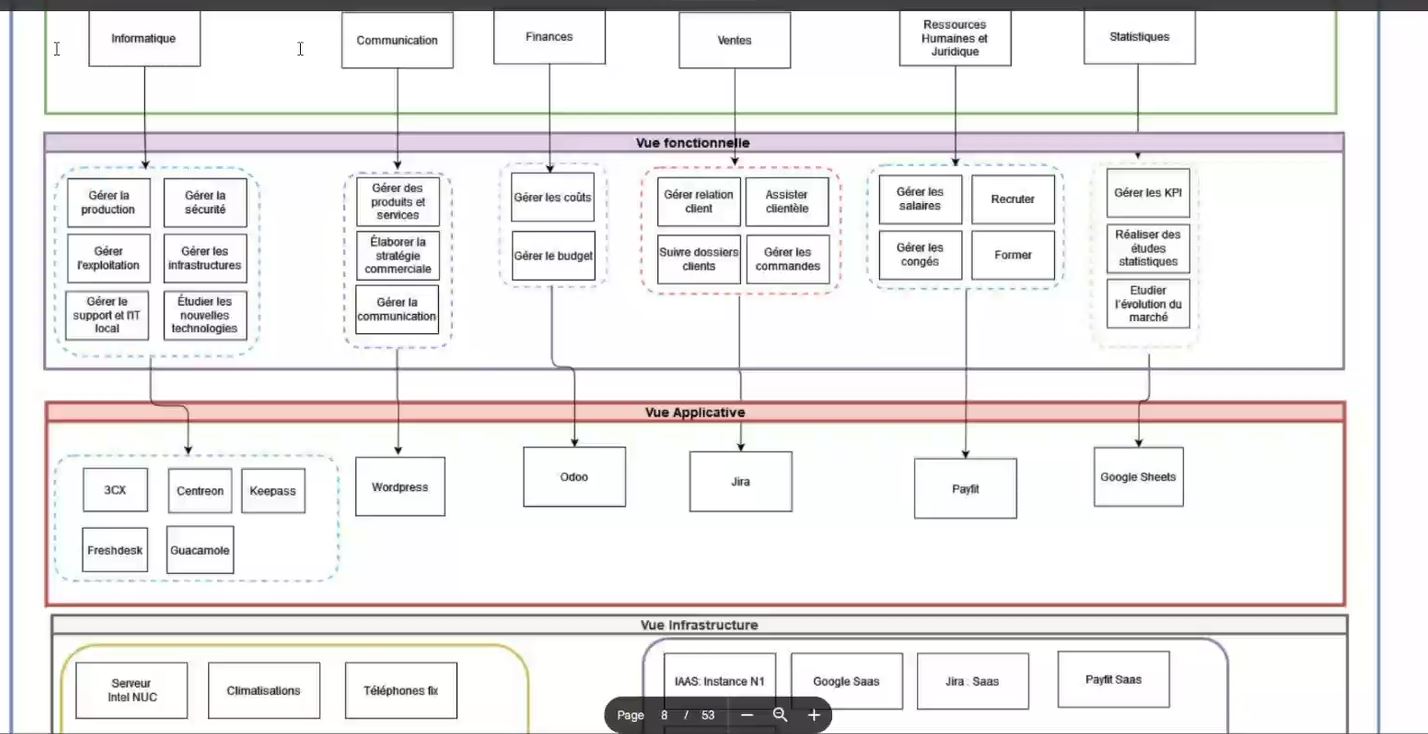 Informatique
Communication
Finances
Ventes
Ressources
Humaines et
Juridique
Statistiques
Vue fonctionnelle
Gérer la
production
Gérer la
sécurité
Gérer
l'exploitation
Gérer les
infrastructures
Gérer le
support et l'IT
local
Étudier les
nouvelles
technologies
Gérer des
produits et
services
Élaborer la
stratégie
commerciale
Gérer la
communication
Gérer les coûts
Gérer le budget
Gérer relation
client
Assister
clientèle
Suivre dossiers
clients
Gérer les
commandes
Gérer les
salaires
Recruter
Gérer les
congés
Former
Gérer les KPI
Réaliser des
études
statistiques
Etudier
l'évolution du
marché
Vue Applicative
3CX
Centreon
Keepass
Freshdesk
Guacamole
Wordpress
Odoo
Jira
Payfit
Google Sheets
Vue Infrastructure
Serveur
Intel NUC
Climatisations
Téléphones fix
IAAS: Instance N1
Google Saas
Jira : Saas
Payfit Saas
Page 8 / 53